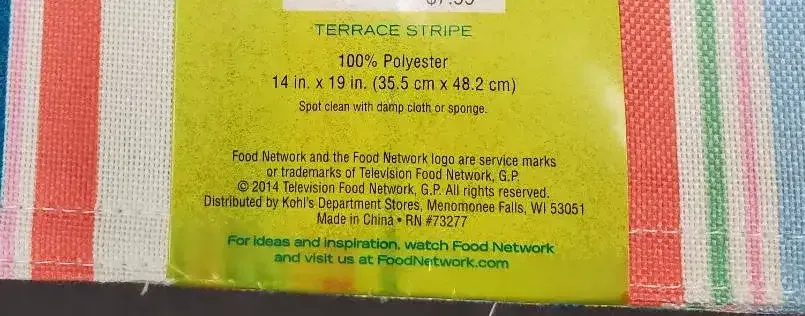 TERRACE STRIPE
100% Polyester
14 in. x 19 in. (35.5 cm x 48.2 cm)
Spot clean with damp cloth or sponge.
Food Network and the Food Network logo are service marks
or trademarks of Television Food Network, G.P.
© 2014 Television Food Network, G.P. All rights reserved.
Distributed by Kohl's Department Stores, Menomonee Falls, WI 53051
Made in China • RN #73277
For ideas and inspiration, watch Food Network
and visit us at FoodNetwork.com